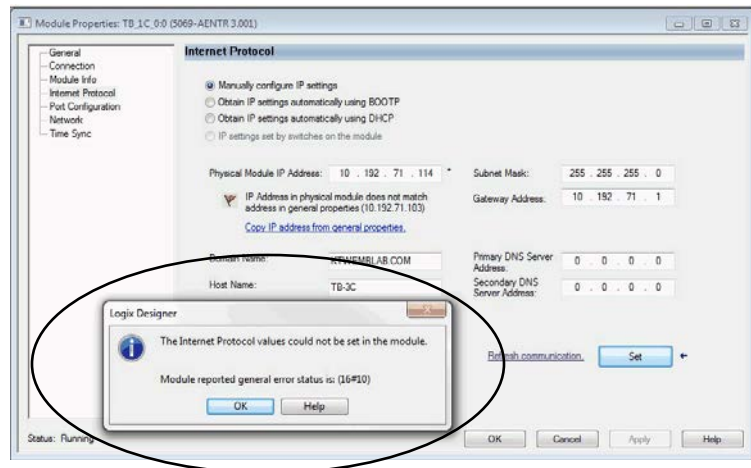 Module Properties: TB_1C_0:0 (5069-AENTR 3.001)
General
Connection
Module Info
Internet Protocol
Port Configuration
Network
Time Sync
Internet Protocol
Manually configure IP settings
Obtain IP settings automatically using BOOTP
Obtain IP settings automatically using DHCP
IP settings set by switches on the module
Physical Module IP Address: 10 . 192 . 71 . 114 *
Subnet Mask: 255 . 255 . 255 . 0
IP Address in physical module does not match
address in general properties (10.192.71.103)
Gateway Address: 10 . 192 . 71 . 1
Copy IP address from general properties.
Domain Name: KTWEMBLAB.COM
Primary DNS Server
Address: 0 . 0 . 0 . 0
Host Name: TB-3C
Secondary DNS
Server Address: 0 . 0 . 0 . 0
Logix Designer
The Internet Protocol values could not be set in the module.
Module reported general error status is: (16#10)
OK Help
Refresh communication. Set
Status: Running
OK Cancel Apply Help